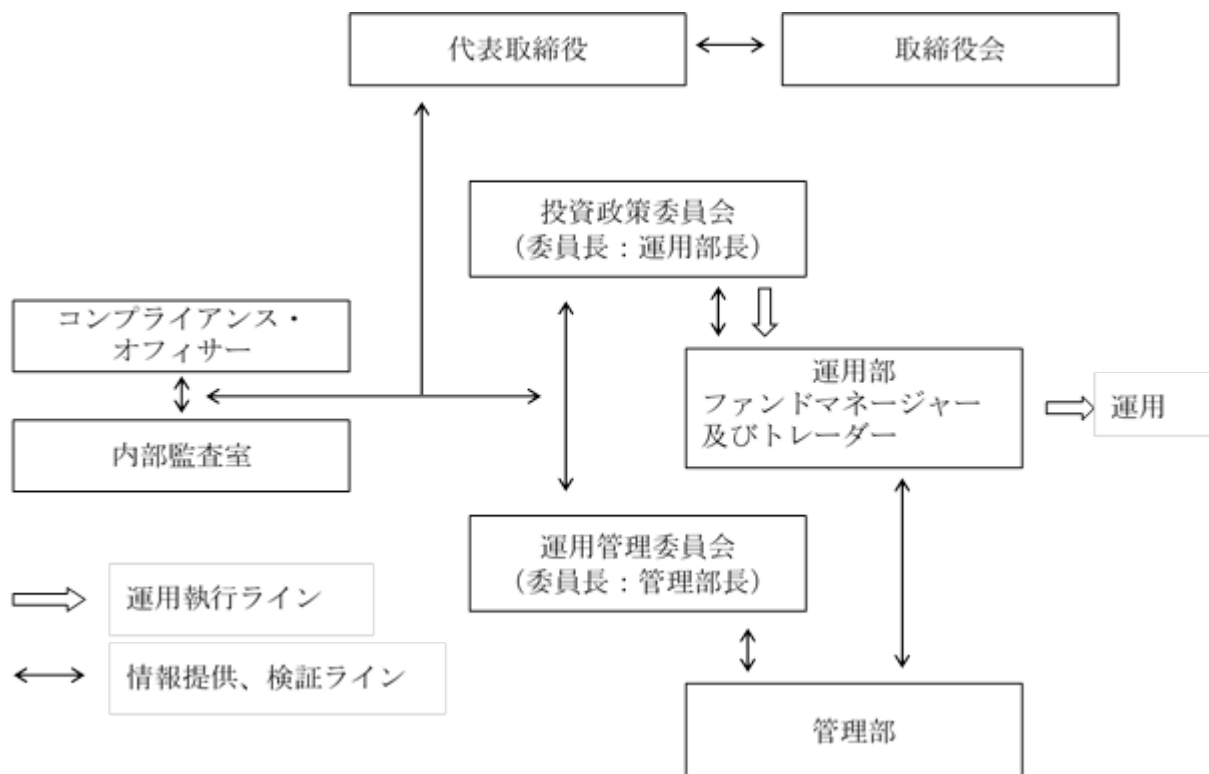 代表取締役
取締役会
投資政策委員会
（委員長：運用部長）
コンプライアンス・
オフィサー
内部監査室
運用部
ファンドマネージャー
及びトレーダー
運用
運用管理委員会
（委員長：管理部長）
運用執行ライン
情報提供、検証ライン
管理部